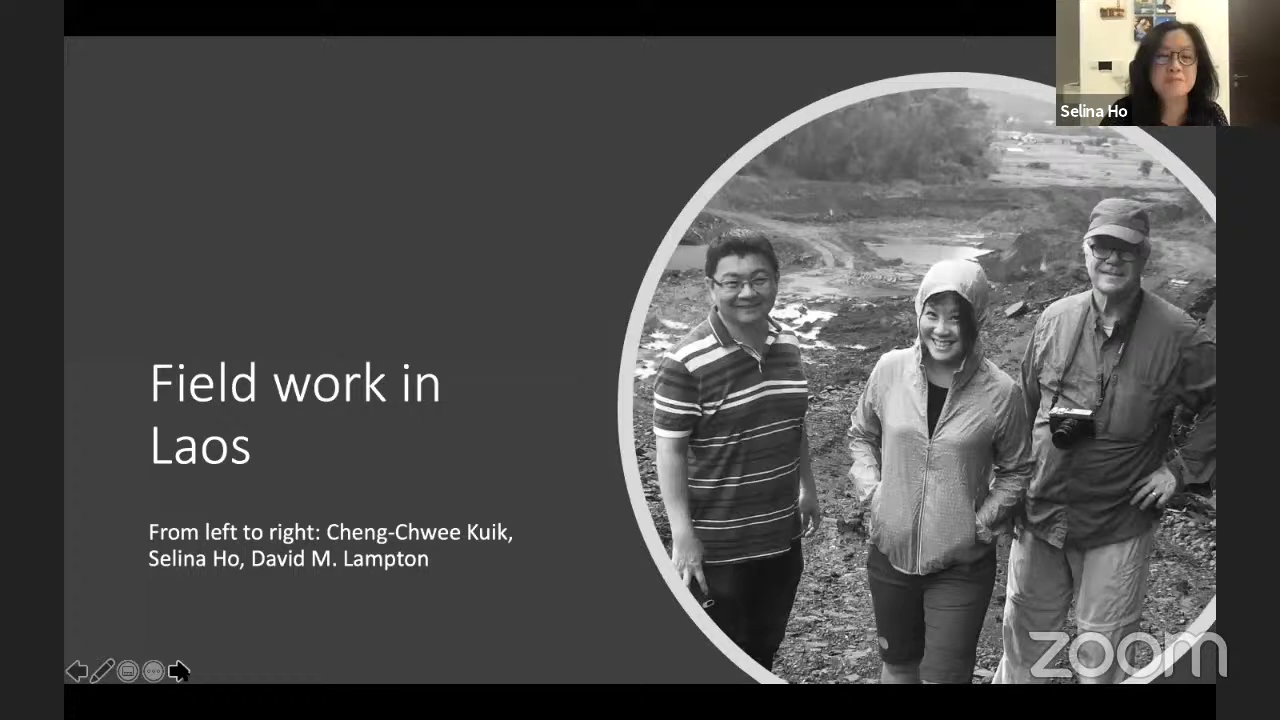 Selina Ho
Field work in
Laos
From left to right: Cheng-Chwee Kuik,
Selina Ho, David M. Lampton
zoom